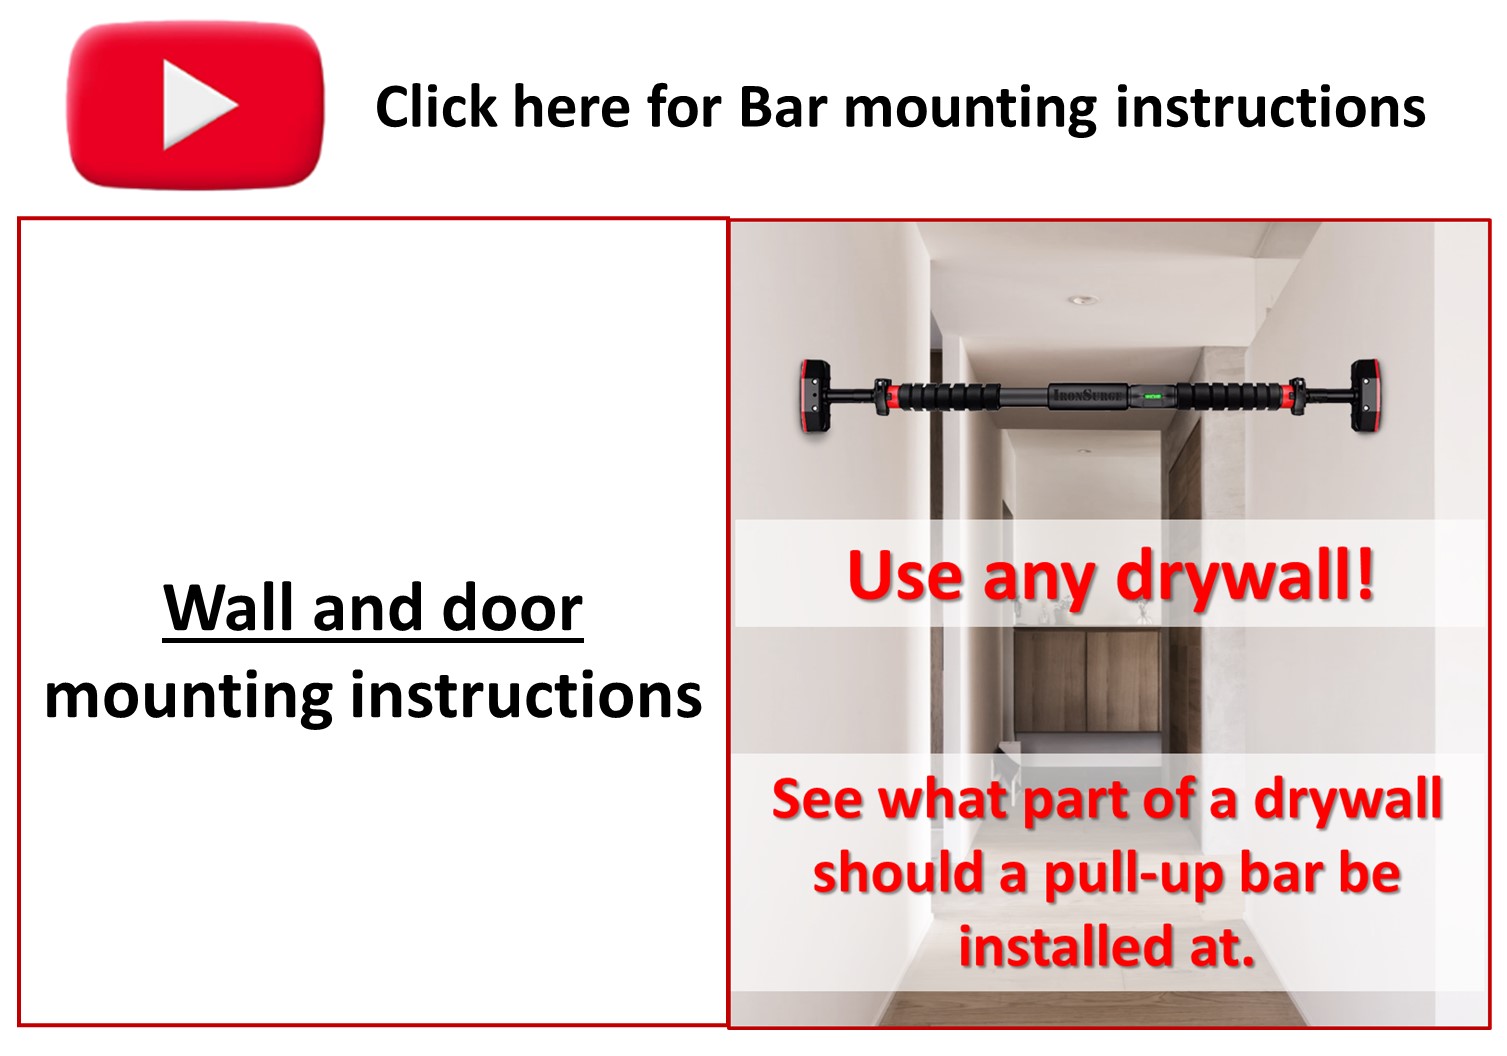 Click here for Bar mounting instructions
Wall and door
mounting instructions
IRONSURGE
Use any drywall!
See what part of a drywall
should a pull-up bar be
installed at.